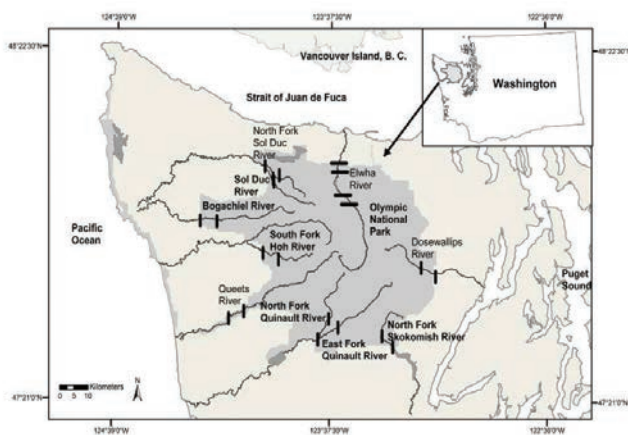 124°39'0"W
123°37'30"W
122°36'0"W
48°22'30"N
48°22'30"N
Vancouver Island, B. C.
Washington
Strait of Juan de Fuca
North Fork
Sol Duc
River
Elwha
River
Sol Duc
River
Bogachiel River
Olympic
National
Park
Pacific
Ocean
South Fork
Hoh River
Dosewallips
River
Puget
Sound
Queets
River
North Fork
Quinault River
North Fork
Skokomish River
East Fork
Quinault River
Kilometers
0 5 10
N
47°21'0"N
47°21'0"N
124°39'0"W
123°37'30"W
122°36'0"W